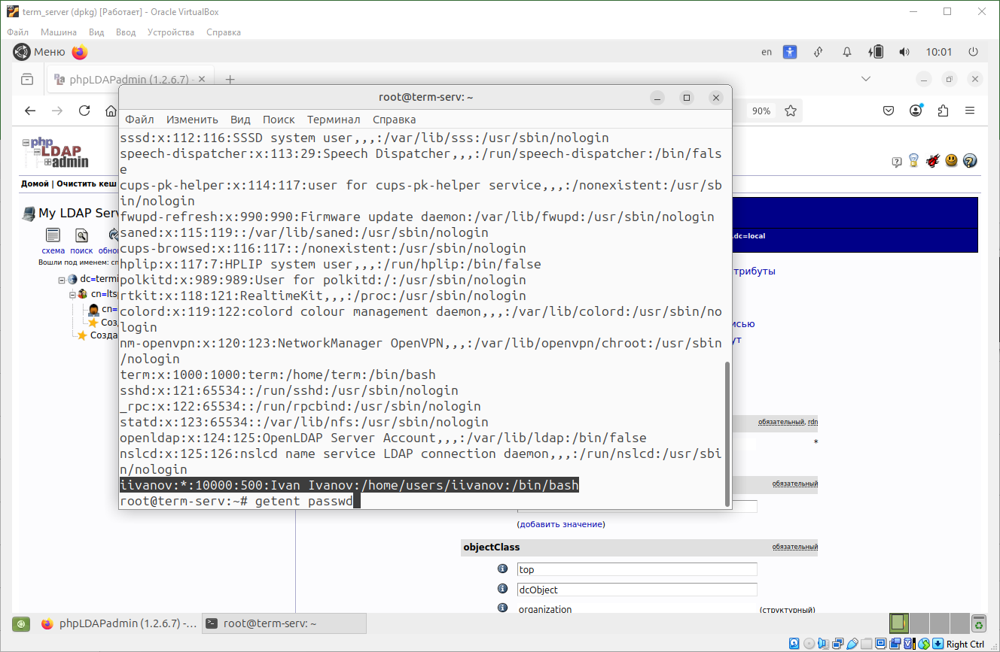 term_server (dpkg) [Работает] - Oracle VirtualBox
Файл Машина Вид Ввод Устройства Справка
Меню en 10:01
phpLDAPadmin (1.2.6.7) -
root@term-serv: ~
90%
Файл Изменить Вид Поиск Терминал Справка
sssd:x:112:116:SSSD system user,,,:/var/lib/sss:/usr/sbin/nologin
speech-dispatcher:x:113:29:Speech Dispatcher,,,:/run/speech-dispatcher:/bin/fals
e
cups-pk-helper:x:114:117:user for cups-pk-helper service,,,:/nonexistent:/usr/sb
in/nologin
fwupd-refresh:x:990:990:Firmware update daemon:/var/lib/fwupd:/usr/sbin/nologin
saned:x:115:119::/var/lib/saned:/usr/sbin/nologin
cups-browsed:x:116:117::/nonexistent:/usr/sbin/nologin
hplip:x:117:7:HPLIP system user,,,:/run/hplip:/bin/false
polkitd:x:989:989:User for polkitd:/:/usr/sbin/nologin
rtkit:x:118:121:RealtimeKit,,,:/proc:/usr/sbin/nologin
colord:x:119:122:colord colour management daemon,,,:/var/lib/colord:/usr/sbin/no
login
nm-openvpn:x:120:123:NetworkManager OpenVPN,,,:/var/lib/openvpn/chroot:/usr/sbin
/nologin
term:x:1000:1000:term:/home/term:/bin/bash
sshd:x:121:65534::/run/sshd:/usr/sbin/nologin
_rpc:x:122:65534::/run/rpcbind:/usr/sbin/nologin
statd:x:123:65534::/var/lib/nfs:/usr/sbin/nologin
openldap:x:124:125:OpenLDAP Server Account,,,:/var/lib/ldap:/bin/false
nslcd:x:125:126:nslcd name service LDAP connection daemon,,,:/run/nslcd:/usr/sbi
n/nologin
iivanov:*:10000:500:Ivan Ivanov:/home/users/iivanov:/bin/bash
root@term-serv:~# getent passwd
php
LDAP
admin
Домой | Очистить кеш
My LDAP Serv
схема поиск обно
Вошли под именем: cn
dc=termi
cn=lts
cn=
Созд
Созда
.dc=local
трибуты
исью
ут
обязательный, rdn
*
обязательный
(добавить значение)
objectClass обязательный
top
dcObject
organization (структурный)
phpLDAPadmin (1.2.6.7) -... root@term-serv: ~
Right Ctrl